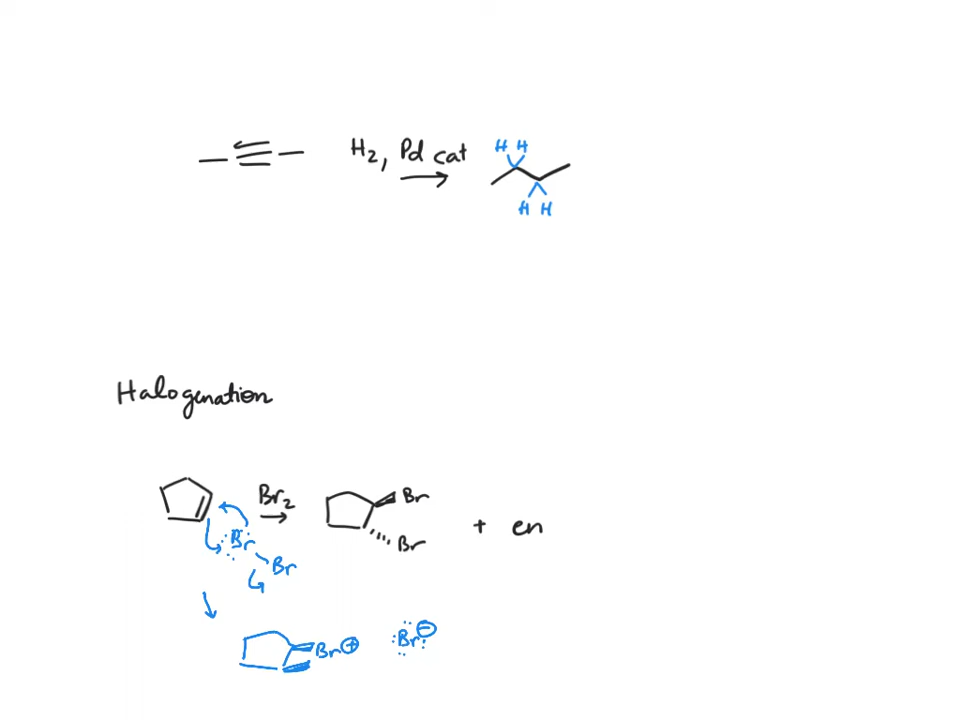 H2, Pd cat
H H
H H
Halogenation
Br2
Br
Br
+ en
Br
Br
Br+
Br-